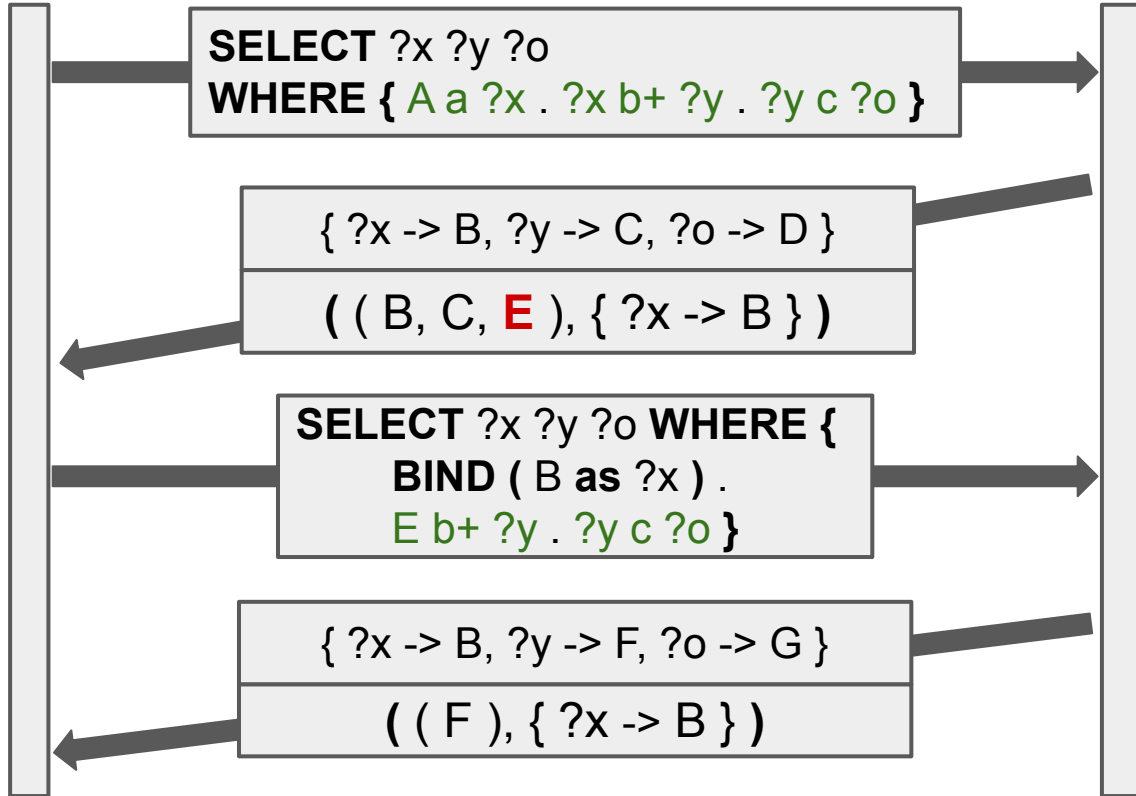 SELECT ?x ?y ?o
WHERE { A a ?x . ?x b+ ?y . ?y c ?o }
{ ?x -> B, ?y -> C, ?o -> D }
( ( B, C, E ), { ?x -> B } )
SELECT ?x ?y ?o WHERE {
BIND ( B as ?x ) .
E b+ ?y . ?y c ?o }
{ ?x -> B, ?y -> F, ?o -> G }
( ( F ), { ?x -> B } )